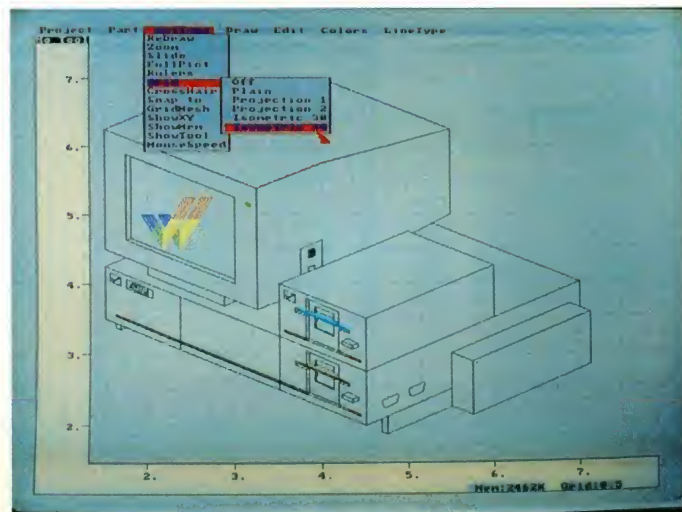 Project Part Draw Edit Colors LineType
ReDraw
Zoom
Slide
FullPlot
Rulers
CrossHair
Snap to
GridMesh
ShowXY
ShowMem
ShowTool
MouseSpeed
Off
Plain
Projection 1
Projection 2
Isometric 30
7.
6.
5.
4.
3.
2.
2. 3. 4. 5. 6. 7.
Mem:2462K Grid:0.5